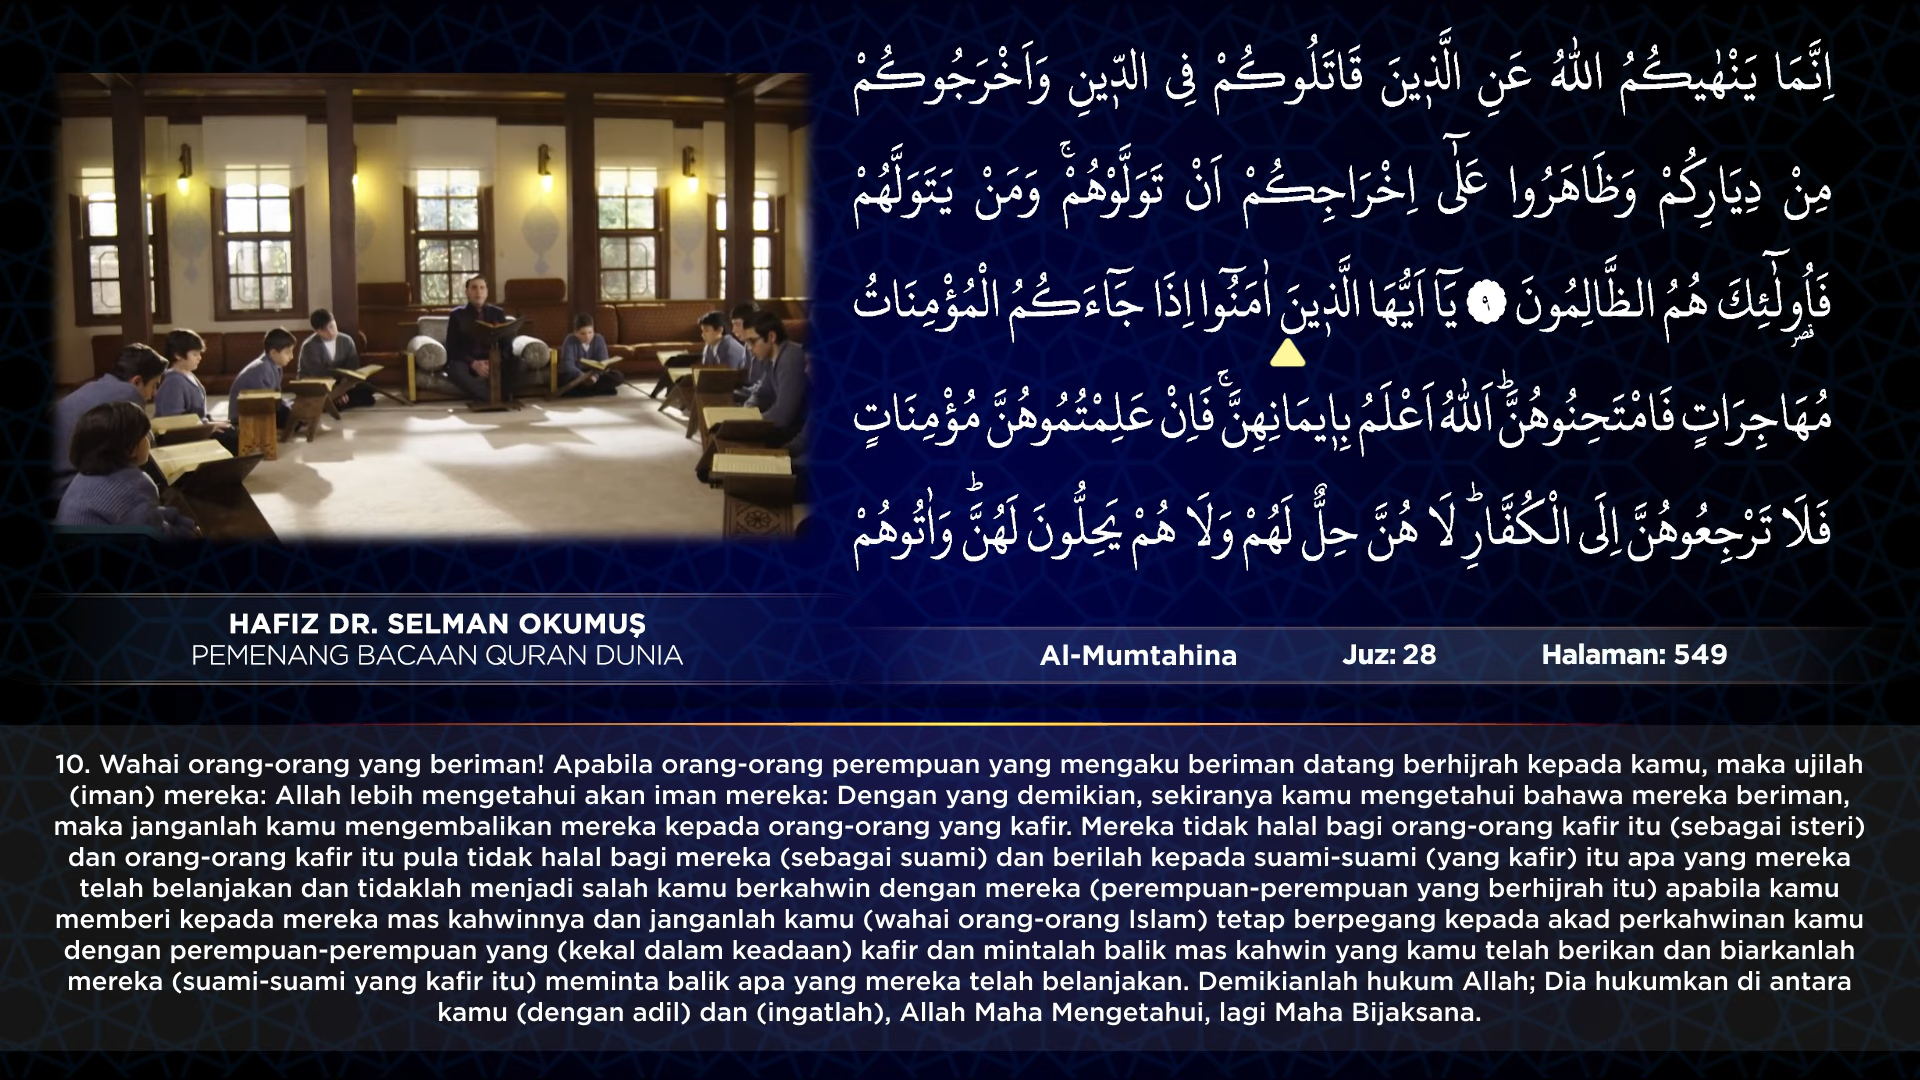 اِنَّمَا يَنْهٰيكُمُ اللّٰهُ عَنِ الَّذ۪ينَ قَاتَلُوكُمْ فِى الدّ۪ينِ وَاَخْرَجُوكُمْ
مِنْ دِيَارِكُمْ وَظَاهَرُوا عَلٰٓى اِخْرَاجِكُمْ اَنْ تَوَلَّوْهُمْۚ وَمَنْ يَتَوَلَّهُمْ
فَاُو۬لٰٓئِكَ هُمُ الظَّالِمُونَ ٩ يَٓا اَيُّهَا الَّذ۪ينَ اٰمَنُٓوا اِذَا جَٓاءَكُمُ الْمُؤْمِنَاتُ
قصر
مُهَاجِرَاتٍ فَامْتَحِنُوهُنَّۜ اَللّٰهُ اَعْلَمُ بِا۪يمَانِهِنَّۚ فَاِنْ عَلِمْتُمُوهُنَّ مُؤْمِنَاتٍ
فَلَا تَرْجِعُوهُنَّ اِلَى الْكُفَّارِۜ لَا هُنَّ حِلٌّ لَهُمْ وَلَا هُمْ يَحِلُّونَ لَهُنَّۜ وَاٰتُوهُمْ
HAFIZ DR. SELMAN OKUMUŞ
PEMENANG BACAAN QURAN DUNIA
Al-Mumtahina Juz: 28 Halaman: 549
10. Wahai orang-orang yang beriman! Apabila orang-orang perempuan yang mengaku beriman datang berhijrah kepada kamu, maka ujilah
(iman) mereka: Allah lebih mengetahui akan iman mereka: Dengan yang demikian, sekiranya kamu mengetahui bahawa mereka beriman,
maka janganlah kamu mengembalikan mereka kepada orang-orang yang kafir. Mereka tidak halal bagi orang-orang kafir itu (sebagai isteri)
dan orang-orang kafir itu pula tidak halal bagi mereka (sebagai suami) dan berilah kepada suami-suami (yang kafir) itu apa yang mereka
telah belanjakan dan tidaklah menjadi salah kamu berkahwin dengan mereka (perempuan-perempuan yang berhijrah itu) apabila kamu
memberi kepada mereka mas kahwinnya dan janganlah kamu (wahai orang-orang Islam) tetap berpegang kepada akad perkahwinan kamu
dengan perempuan-perempuan yang (kekal dalam keadaan) kafir dan mintalah balik mas kahwin yang kamu telah berikan dan biarkanlah
mereka (suami-suami yang kafir itu) meminta balik apa yang mereka telah belanjakan. Demikianlah hukum Allah; Dia hukumkan di antara
kamu (dengan adil) dan (ingatlah), Allah Maha Mengetahui, lagi Maha Bijaksana.